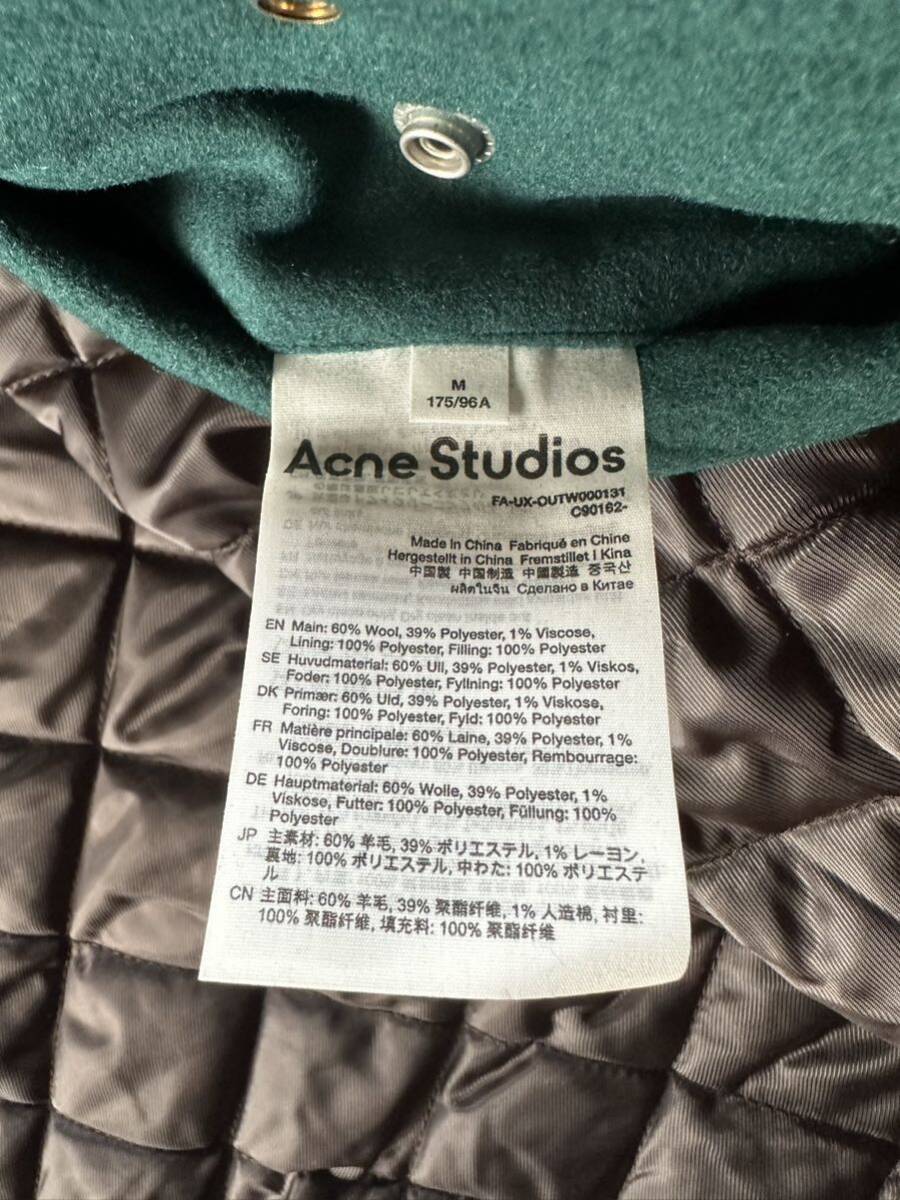 M
175/96A
Acne Studios
FA-UX-OUTW000131
C90162-
Made in China Fabriqué en Chine
Hergestellt in China Fremstillet I Kina
中国製 中国制造 中國製造 중국산
ผลิตในจีน Сделано в Китае
EN Main: 60% Wool, 39% Polyester, 1% Viscose,
Lining: 100% Polyester, Filling: 100% Polyester
SE Huvudmaterial: 60% Ull, 39% Polyester, 1% Viskos,
Foder: 100% Polyester, Fyllning: 100% Polyester
DK Primær: 60% Uld, 39% Polyester, 1% Viskose,
Foring: 100% Polyester, Fyld: 100% Polyester
FR Matière principale: 60% Laine, 39% Polyester, 1%
Viscose, Doublure: 100% Polyester, Rembourrage:
100% Polyester
DE Hauptmaterial: 60% Wolle, 39% Polyester, 1%
Viskose, Futter: 100% Polyester, Füllung: 100%
Polyester
JP 主素材: 60% 羊毛, 39% ポリエステル, 1% レーヨン,
裏地: 100% ポリエステル, 中わた: 100% ポリエステ
ル
CN 主面料: 60% 羊毛, 39% 聚酯纤维, 1% 人造棉, 衬里:
100% 聚酯纤维, 填充料: 100% 聚酯纤维